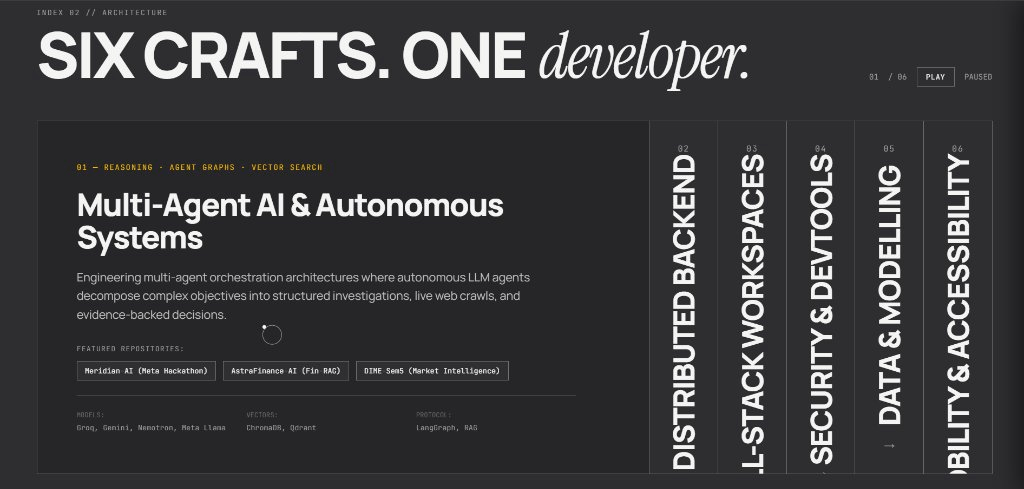 INDEX 02 // ARCHITECTURE
SIX CRAFTS. ONE developer.
01 / 06 PLAY PAUSED
01 — REASONING · AGENT GRAPHS · VECTOR SEARCH
Multi-Agent AI & Autonomous
Systems
Engineering multi-agent orchestration architectures where autonomous LLM agents
decompose complex objectives into structured investigations, live web crawls, and
evidence-backed decisions.
FEATURED REPOSITORIES:
Meridian AI (Meta Hackathon) AstraFinance AI (Fin RAG) DIME Sem5 (Market Intelligence)
MODELS: VECTORS: PROTOCOL:
Groq, Gemini, Nemotron, Meta Llama ChromaDB, Qdrant LangGraph, RAG
02
DISTRIBUTED BACKEND
03
L-STACK WORKSPACES
04
SECURITY & DEVTOOLS
05
DATA & MODELLING
→
06
OBILITY & ACCESSIBILITY